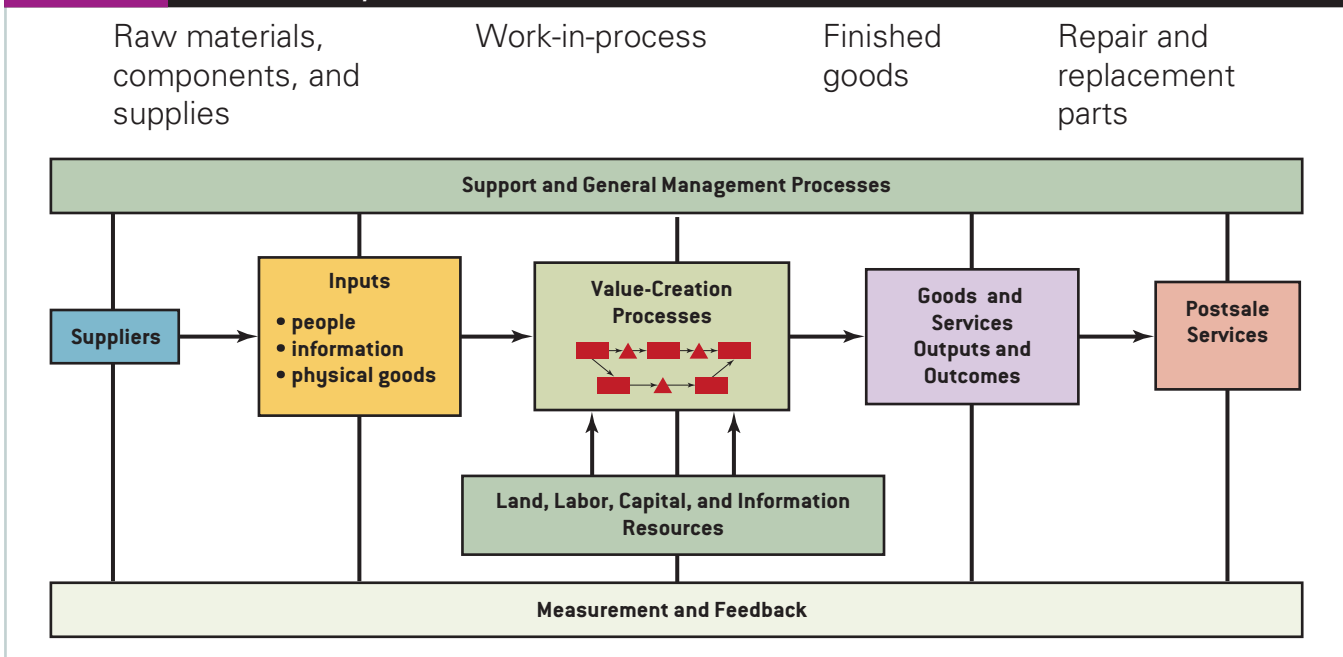 Raw materials,
components, and
supplies
Work-in-process
Finished
goods
Repair and
replacement
parts
Support and General Management Processes
Suppliers
Inputs
• people
• information
• physical goods
Value-Creation
Processes
Goods and
Services
Outputs and
Outcomes
Postsale
Services
Land, Labor, Capital, and Information
Resources
Measurement and Feedback